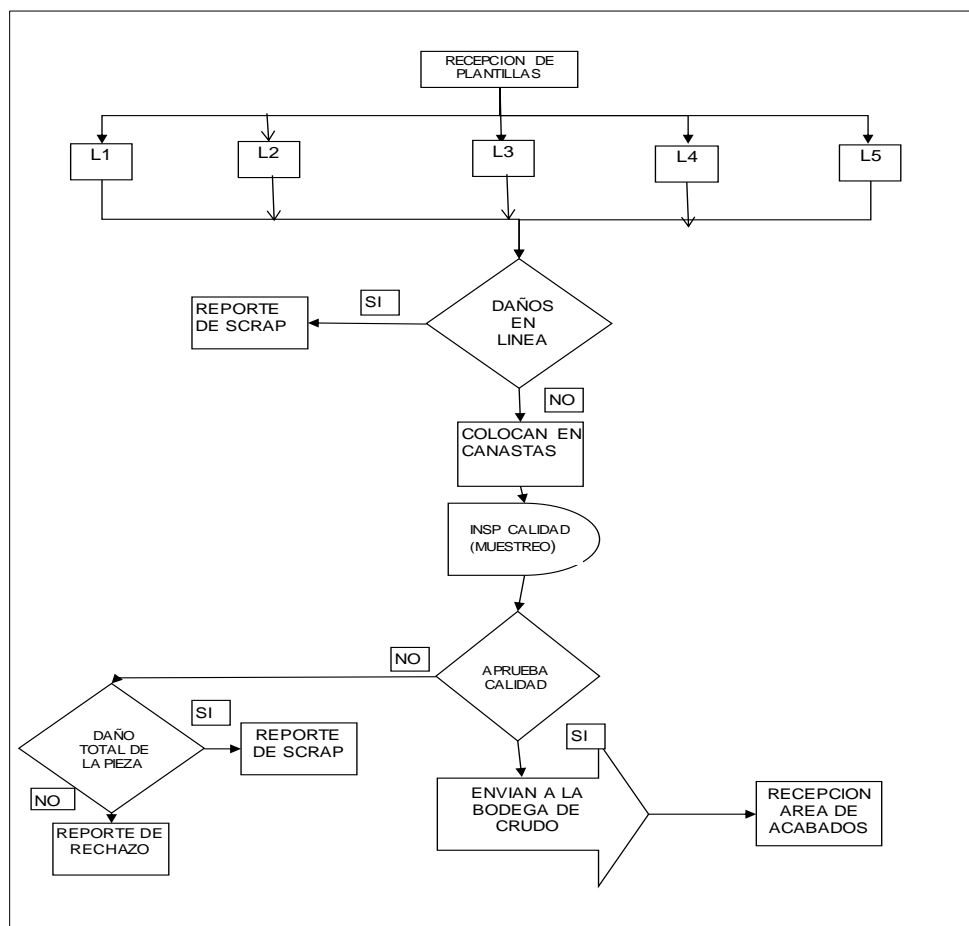 RECEPCION DE
PLANTILLAS
L1
L2
L3
L4
L5
SI
DAÑOS
EN
LINEA
REPORTE
DE SCRAP
NO
COLOCAN EN
CANASTAS
INSP CALIDAD
(MUESTREO)
NO
APRUEBA
CALIDAD
SI
DAÑO
TOTAL DE
LA PIEZA
REPORTE
DE SCRAP
SI
NO
REPORTE DE
RECHAZO
ENVIAN A LA
BODEGA DE
CRUDO
RECEPCION
AREA DE
ACABADOS